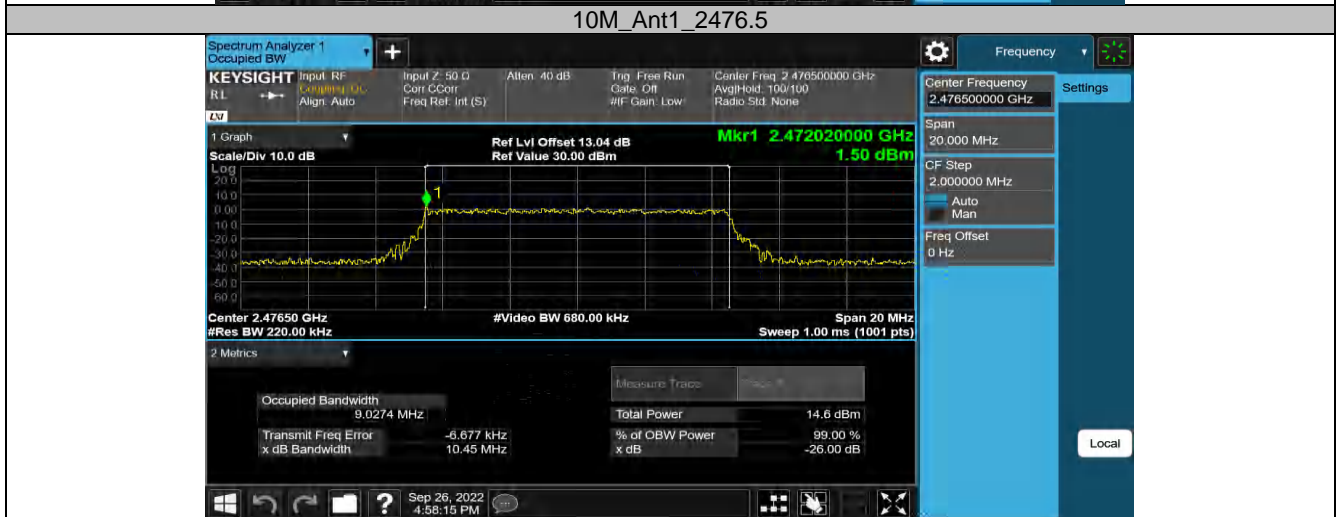 10M_Ant1_2476.5
Spectrum Analyzer 1
Occupied BW
Frequency
KEYSIGHT
RL
LXI
Input: RF
Coupling: DC
Align: Auto
Input Z: 50 Ω
Corr CCorr
Freq Ref: Int (S)
Atten: 40 dB
Trig: Free Run
Gate: Off
#IF Gain: Low
Center Freq: 2.476500000 GHz
Avg|Hold: 100/100
Radio Std: None
Center Frequency
2.476500000 GHz
Settings
Span
20.000 MHz
CF Step
2.000000 MHz
Auto
Man
Freq Offset
0 Hz
1 Graph
Scale/Div 10.0 dB
Ref Lvl Offset 13.04 dB
Ref Value 30.00 dBm
Mkr1 2.472020000 GHz
1.50 dBm
Log
20.0
10.0
0.00
-10.0
-20.0
-30.0
-40.0
-50.0
-60.0
1
Center 2.47650 GHz
#Res BW 220.00 kHz
#Video BW 680.00 kHz
Span 20 MHz
Sweep 1.00 ms (1001 pts)
2 Metrics
Measure Trace
Occupied Bandwidth
9.0274 MHz
Total Power 14.6 dBm
Transmit Freq Error -6.677 kHz
% of OBW Power 99.00 %
x dB Bandwidth 10.45 MHz
x dB -26.00 dB
Local
?
Sep 26, 2022
4:58:15 PM